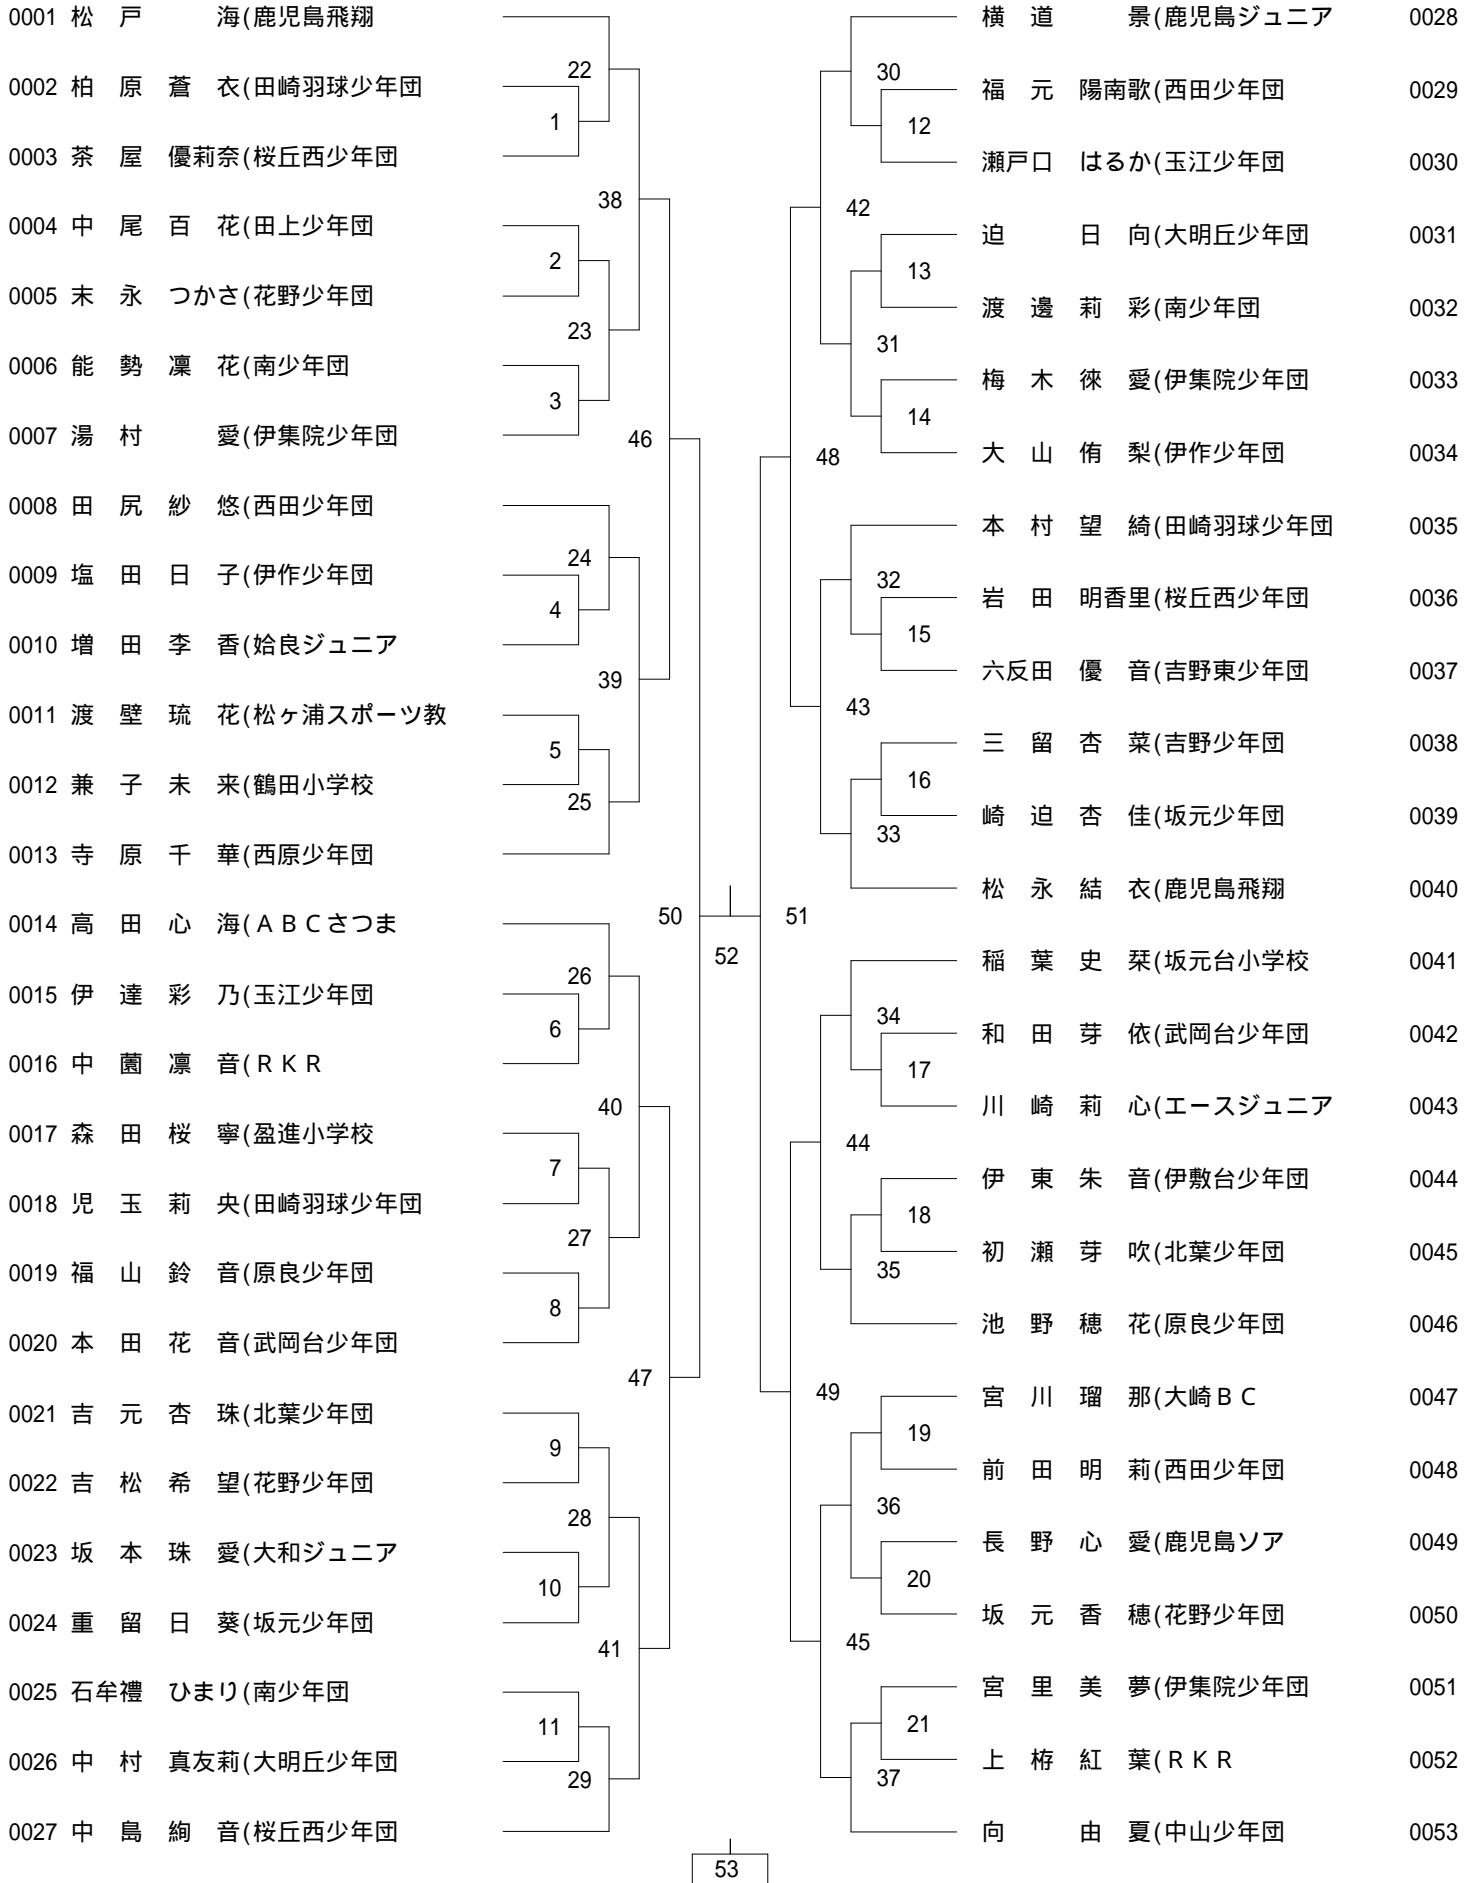 0001 松 戸 海(鹿児島飛翔
0002 柏 原 蒼 衣(田崎羽球少年団
0003 茶 屋 優莉奈(桜丘西少年団
0004 中 尾 百 花(田上少年団
0005 末 永 つかさ(花野少年団
0006 能 勢 凜 花(南少年団
0007 湯 村 愛(伊集院少年団
0008 田 尻 紗 悠(西田少年団
0009 塩 田 日 子(伊作少年団
0010 増 田 李 香(姶良ジュニア
0011 渡 壁 琉 花(松ヶ浦スポーツ教
0012 兼 子 未 来(鶴田小学校
0013 寺 原 千 華(西原少年団
0014 高 田 心 海(ＡＢＣさつま
0015 伊 達 彩 乃(玉江少年団
0016 中 薗 凛 音(ＲＫＲ
0017 森 田 桜 寧(盈進小学校
0018 児 玉 莉 央(田崎羽球少年団
0019 福 山 鈴 音(原良少年団
0020 本 田 花 音(武岡台少年団
0021 吉 元 杏 珠(北葉少年団
0022 吉 松 希 望(花野少年団
0023 坂 本 珠 愛(大和ジュニア
0024 重 留 日 葵(坂元少年団
0025 石牟禮 ひまり(南少年団
0026 中 村 真友莉(大明丘少年団
0027 中 島 絢 音(桜丘西少年団
22
1
38
2
23
3
46
24
4
39
5
25
50
26
6
40
7
27
8
47
9
28
10
41
11
29
52
53
30
12
42
13
31
14
48
32
15
43
16
33
51
34
17
44
18
35
49
19
36
20
45
21
37
横 道 景(鹿児島ジュニア 0028
福 元 陽南歌(西田少年団 0029
瀬戸口 はるか(玉江少年団 0030
迫 日 向(大明丘少年団 0031
渡 邊 莉 彩(南少年団 0032
梅 木 徠 愛(伊集院少年団 0033
大 山 侑 梨(伊作少年団 0034
本 村 望 綺(田崎羽球少年団 0035
岩 田 明香里(桜丘西少年団 0036
六反田 優 音(吉野東少年団 0037
三 留 杏 菜(吉野少年団 0038
崎 迫 杏 佳(坂元少年団 0039
松 永 結 衣(鹿児島飛翔 0040
稲 葉 史 栞(坂元台小学校 0041
和 田 芽 依(武岡台少年団 0042
川 崎 莉 心(エースジュニア 0043
伊 東 朱 音(伊敷台少年団 0044
初 瀬 芽 吹(北葉少年団 0045
池 野 穂 花(原良少年団 0046
宮 川 瑠 那(大崎ＢＣ 0047
前 田 明 莉(西田少年団 0048
長 野 心 愛(鹿児島ソア 0049
坂 元 香 穂(花野少年団 0050
宮 里 美 夢(伊集院少年団 0051
上 栫 紅 葉(ＲＫＲ 0052
向 由 夏(中山少年団 0053